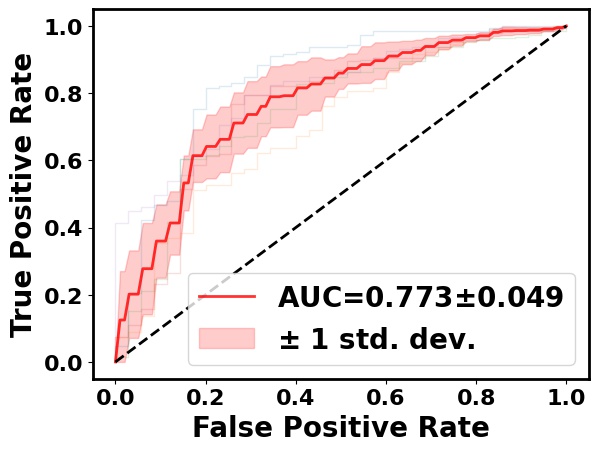 True Positive Rate
1.0
0.8
0.6
0.4
0.2
0.0
AUC=0.773±0.049
± 1 std. dev.
0.0 0.2 0.4 0.6 0.8 1.0
False Positive Rate